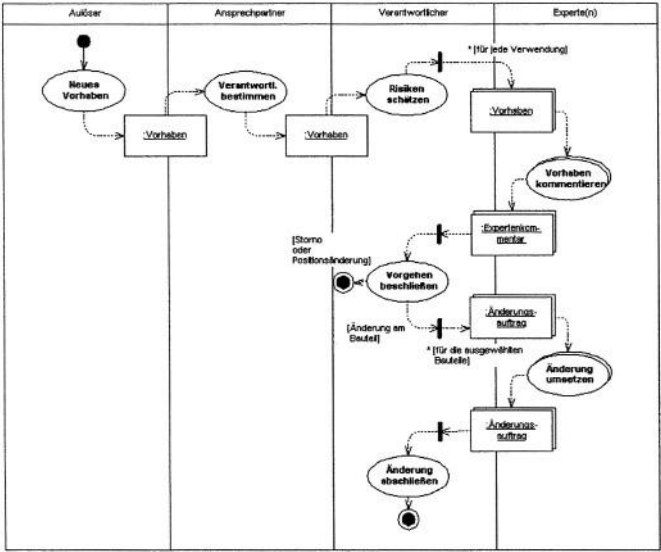 Aulöser
Ansprechpartner
Verantwortlicher
Experte(n)
* [für jede Verwendung]
Neues
Vorhaben
Verantwortl.
bestimmen
Risiken
schätzen
:Vorhaben
:Vorhaben
:Vorhaben
Vorhaben
kommentieren
:Expertenkom-
mentar
[Storno
oder
Positionsänderung]
Vorgehen
beschließen
:Änderungs-
auftrag
[Änderung am
Bauteil]
* [für die ausgewählten
Bauteile]
Änderung
umsetzen
:Änderungs-
auftrag
Änderung
abschließen